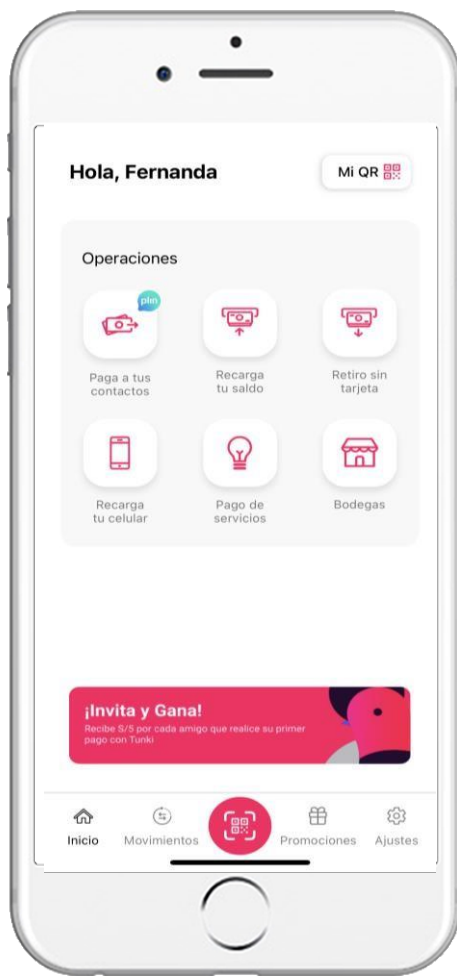 Hola, Fernanda
Mi QR
Operaciones
plin
Paga a tus
contactos
Recarga
tu saldo
Retiro sin
tarjeta
Recarga
tu celular
Pago de
servicios
Bodegas
¡Invita y Gana!
Recibe S/5 por cada amigo que realice su primer
pago con Tunki
Inicio
Movimientos
Promociones
Ajustes